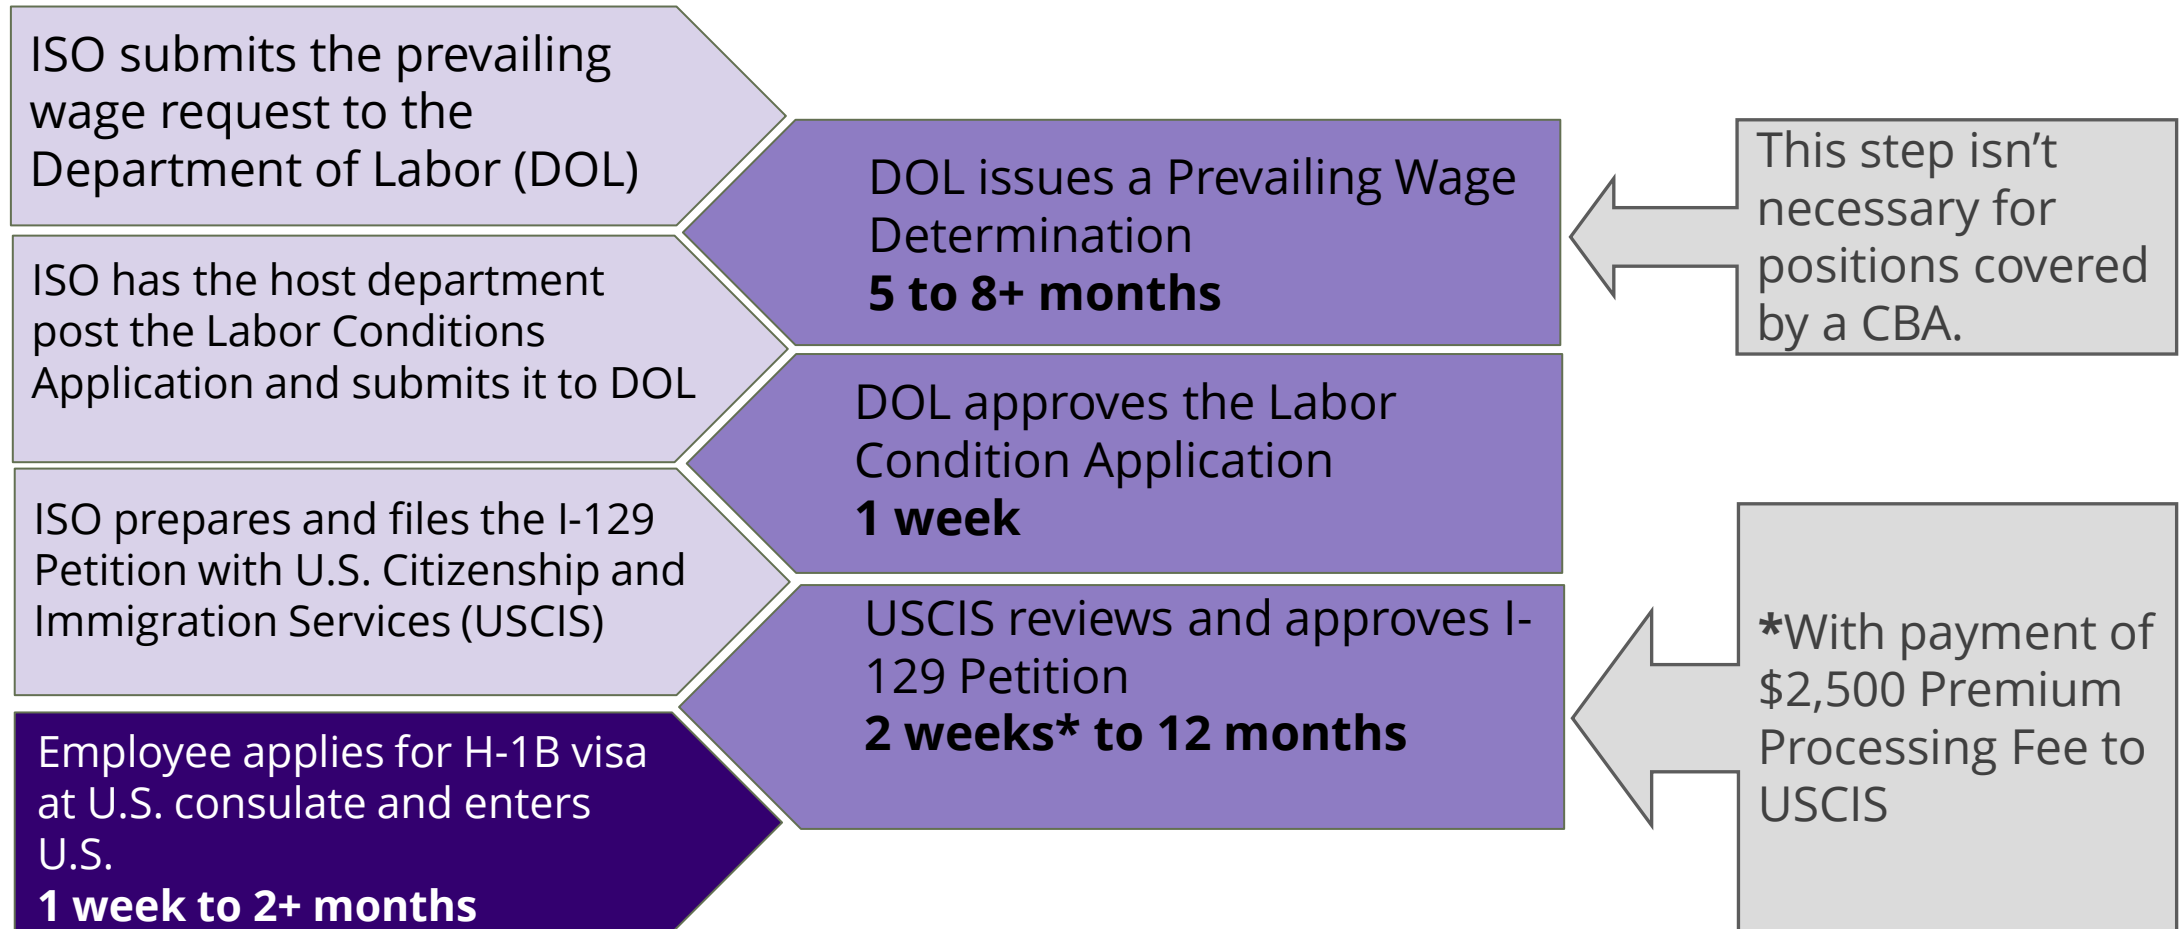 ISO submits the prevailing
wage request to the
Department of Labor (DOL)
DOL issues a Prevailing Wage
Determination
5 to 8+ months
This step isn’t
necessary for
positions covered
by a CBA.
ISO has the host department
post the Labor Conditions
Application and submits it to DOL
DOL approves the Labor
Condition Application
1 week
ISO prepares and files the I-129
Petition with U.S. Citizenship and
Immigration Services (USCIS)
USCIS reviews and approves I-
129 Petition
2 weeks* to 12 months
*With payment of
$2,500 Premium
Processing Fee to
USCIS
Employee applies for H-1B visa
at U.S. consulate and enters
U.S.
1 week to 2+ months